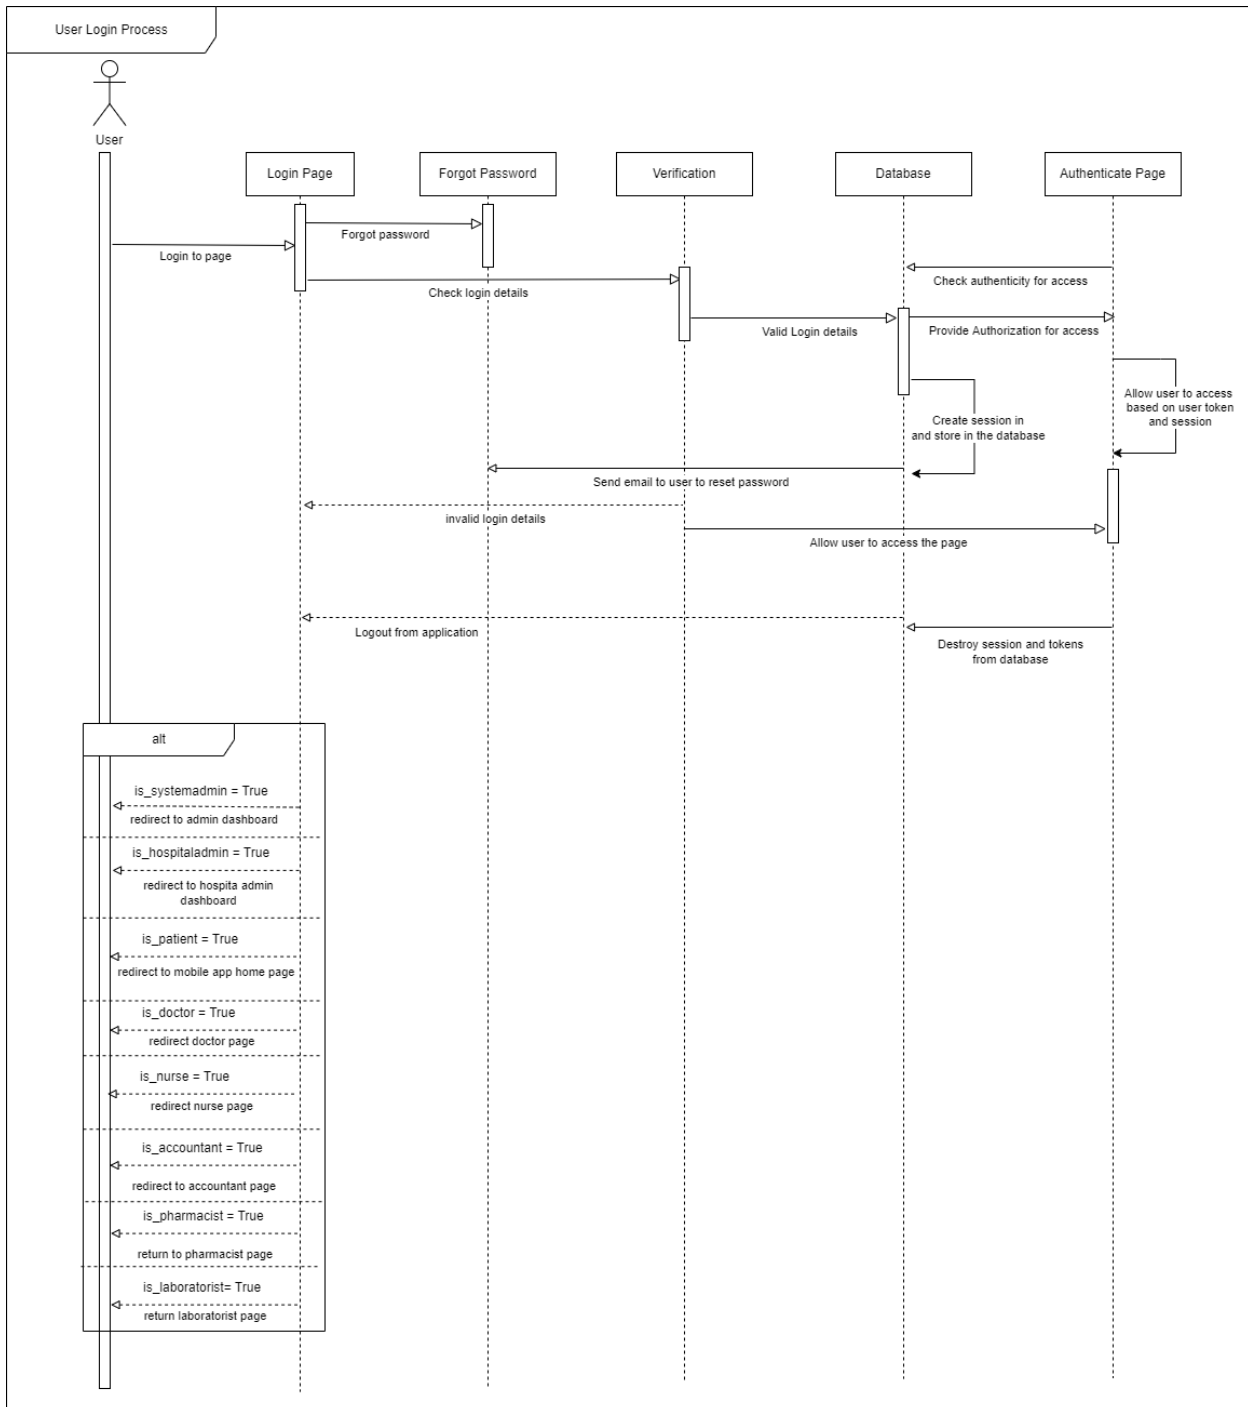 User Login Process
User
Login Page
Forgot Password
Verification
Database
Authenticate Page
Forgot password
Login to page
Check authenticity for access
Check login details
Valid Login details
Provide Authorization for access
Allow user to access
based on user token
and session
Create session in
and store in the database
Send email to user to reset password
invalid login details
Allow user to access the page
Logout from application
Destroy session and tokens
from database
alt
is_systemadmin = True
redirect to admin dashboard
is_hospitaladmin = True
redirect to hospita admin
dashboard
is_patient = True
redirect to mobile app home page
is_doctor = True
redirect doctor page
is_nurse = True
redirect nurse page
is_accountant = True
redirect to accountant page
is_pharmacist = True
return to pharmacist page
is_laboratorist= True
return laboratorist page